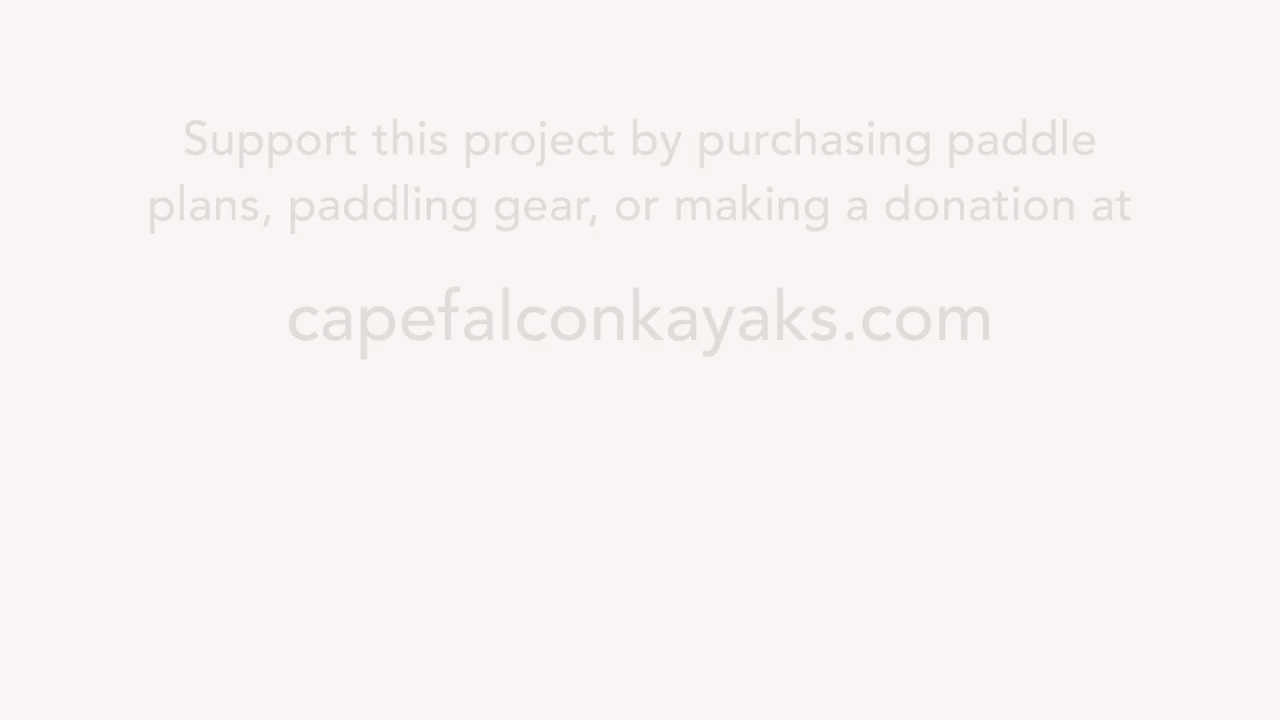 Support this project by purchasing paddle
plans, paddling gear, or making a donation at
capefalconkayaks.com